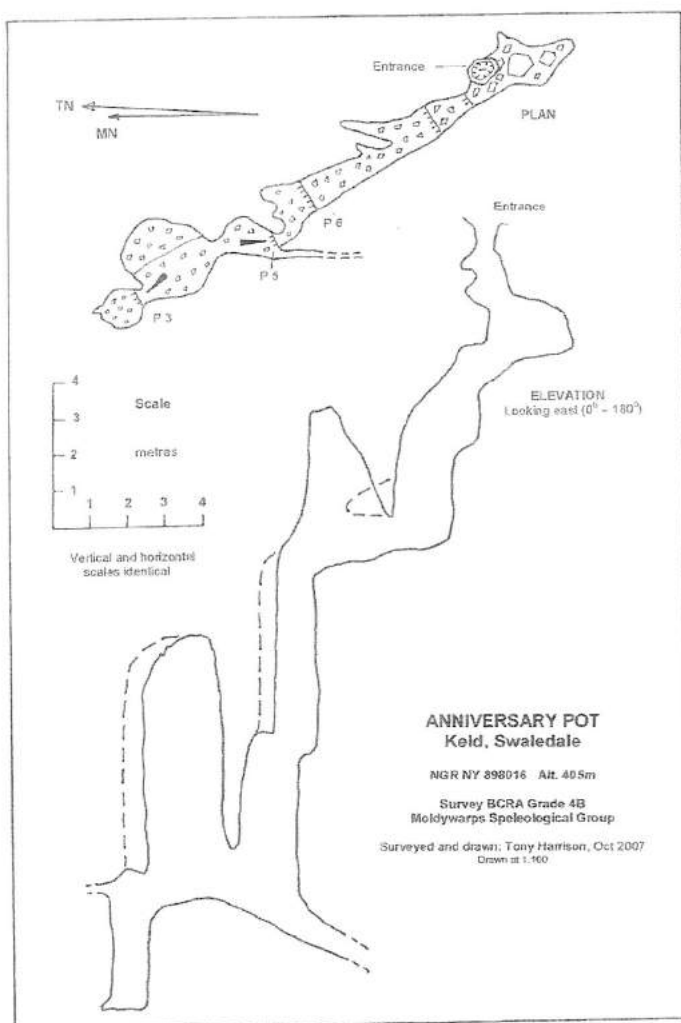 Entrance
TN
MN
PLAN
P 6
P 5
P 3
Entrance
4
3
2
1
Scale
metres
1 2 3 4
Vertical and horizontal
scales identical
ELEVATION
Looking east (0° – 180°)
ANNIVERSARY POT
Keld, Swaledale
NGR NY 898016 Alt. 405m
Survey BCRA Grade 4B
Moldywarps Speleological Group
Surveyed and drawn: Tony Harrison, Oct 2007
Drawn at 1:100